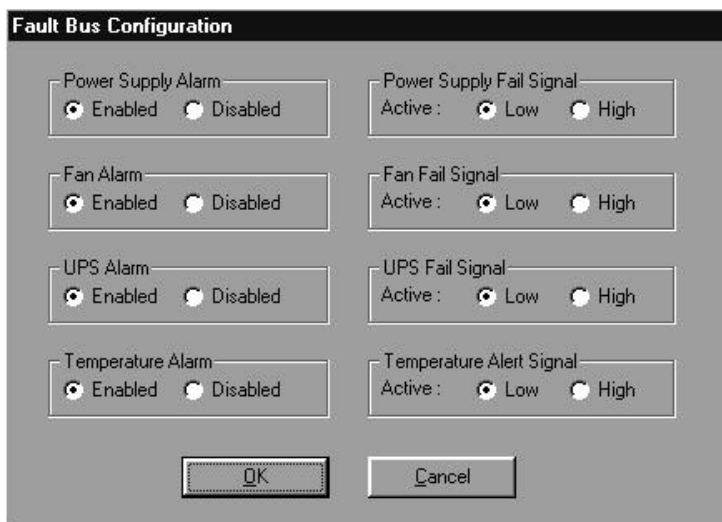 Fault Bus Configuration
Power Supply Alarm
Enabled Disabled
Power Supply Fail Signal
Active : Low High
Fan Alarm
Enabled Disabled
Fan Fail Signal
Active : Low High
UPS Alarm
Enabled Disabled
UPS Fail Signal
Active : Low High
Temperature Alarm
Enabled Disabled
Temperature Alert Signal
Active : Low High
OK Cancel